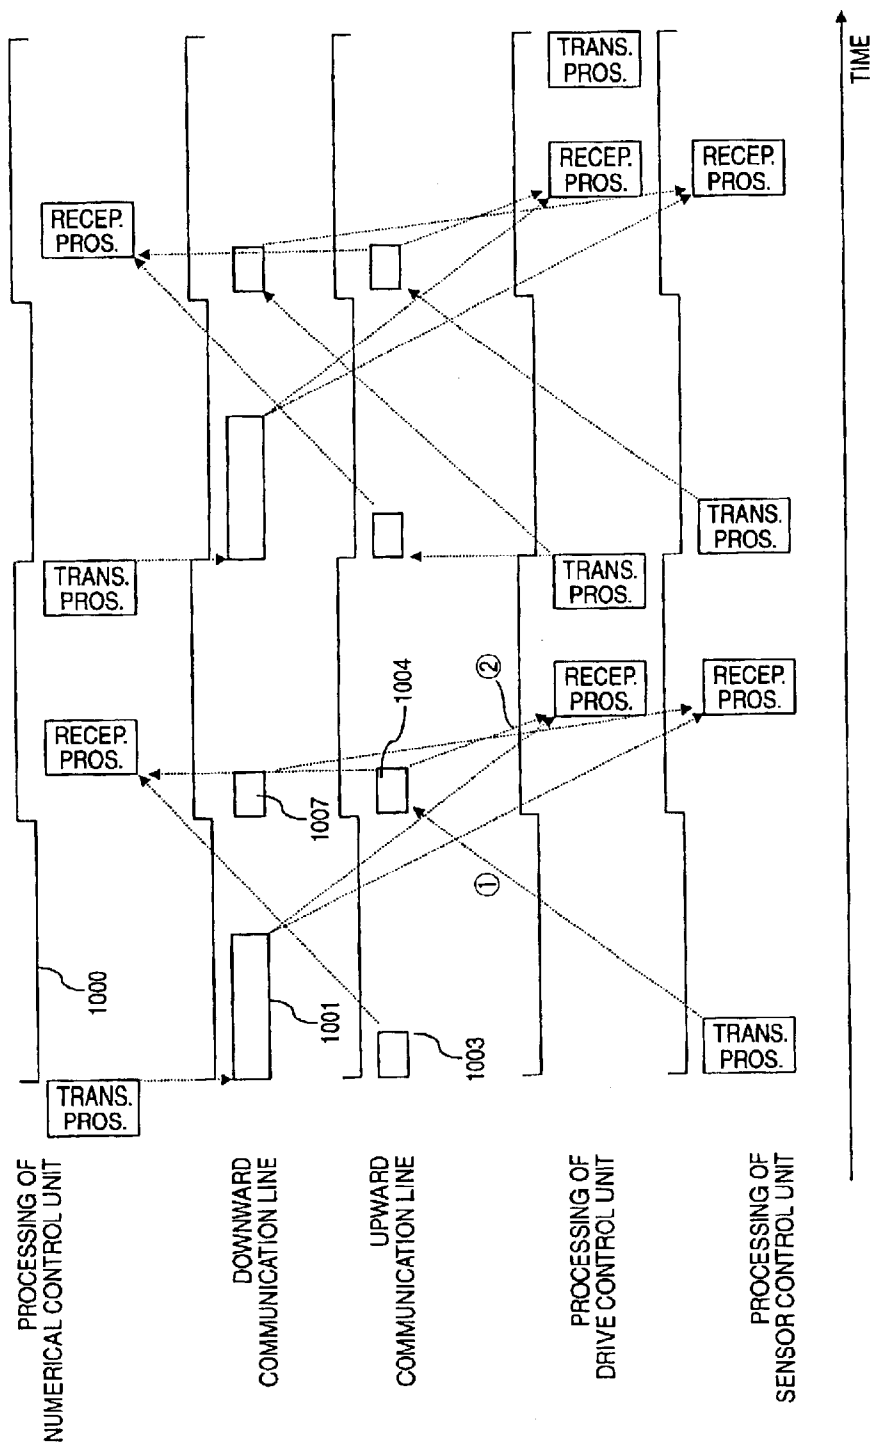 PROCESSING OF
NUMERICAL CONTROL UNIT
TRANS.
PROS.
1000
RECEP.
PROS.
TRANS.
PROS.
RECEP.
PROS.
DOWNWARD
COMMUNICATION LINE
1001
1007
UPWARD
COMMUNICATION LINE
1003
1004
①
②
PROCESSING OF
DRIVE CONTROL UNIT
RECEP.
PROS.
TRANS.
PROS.
RECEP.
PROS.
TRANS.
PROS.
PROCESSING OF
SENSOR CONTROL UNIT
TRANS.
PROS.
RECEP.
PROS.
TRANS.
PROS.
RECEP.
PROS.
TIME